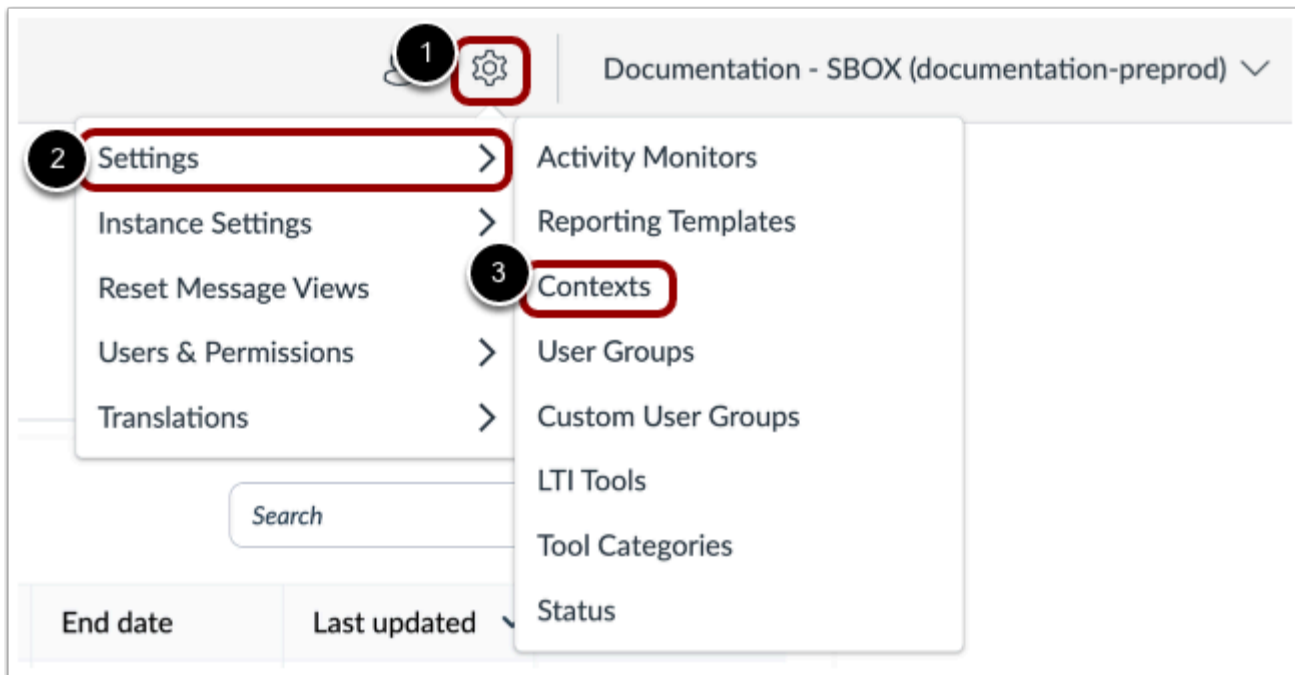 1
Documentation - SBOX (documentation-preprod)
2
Settings
Instance Settings
Reset Message Views
Users & Permissions
Translations
Activity Monitors
Reporting Templates
3
Contexts
User Groups
Custom User Groups
LTI Tools
Tool Categories
Status
Search
End date
Last updated